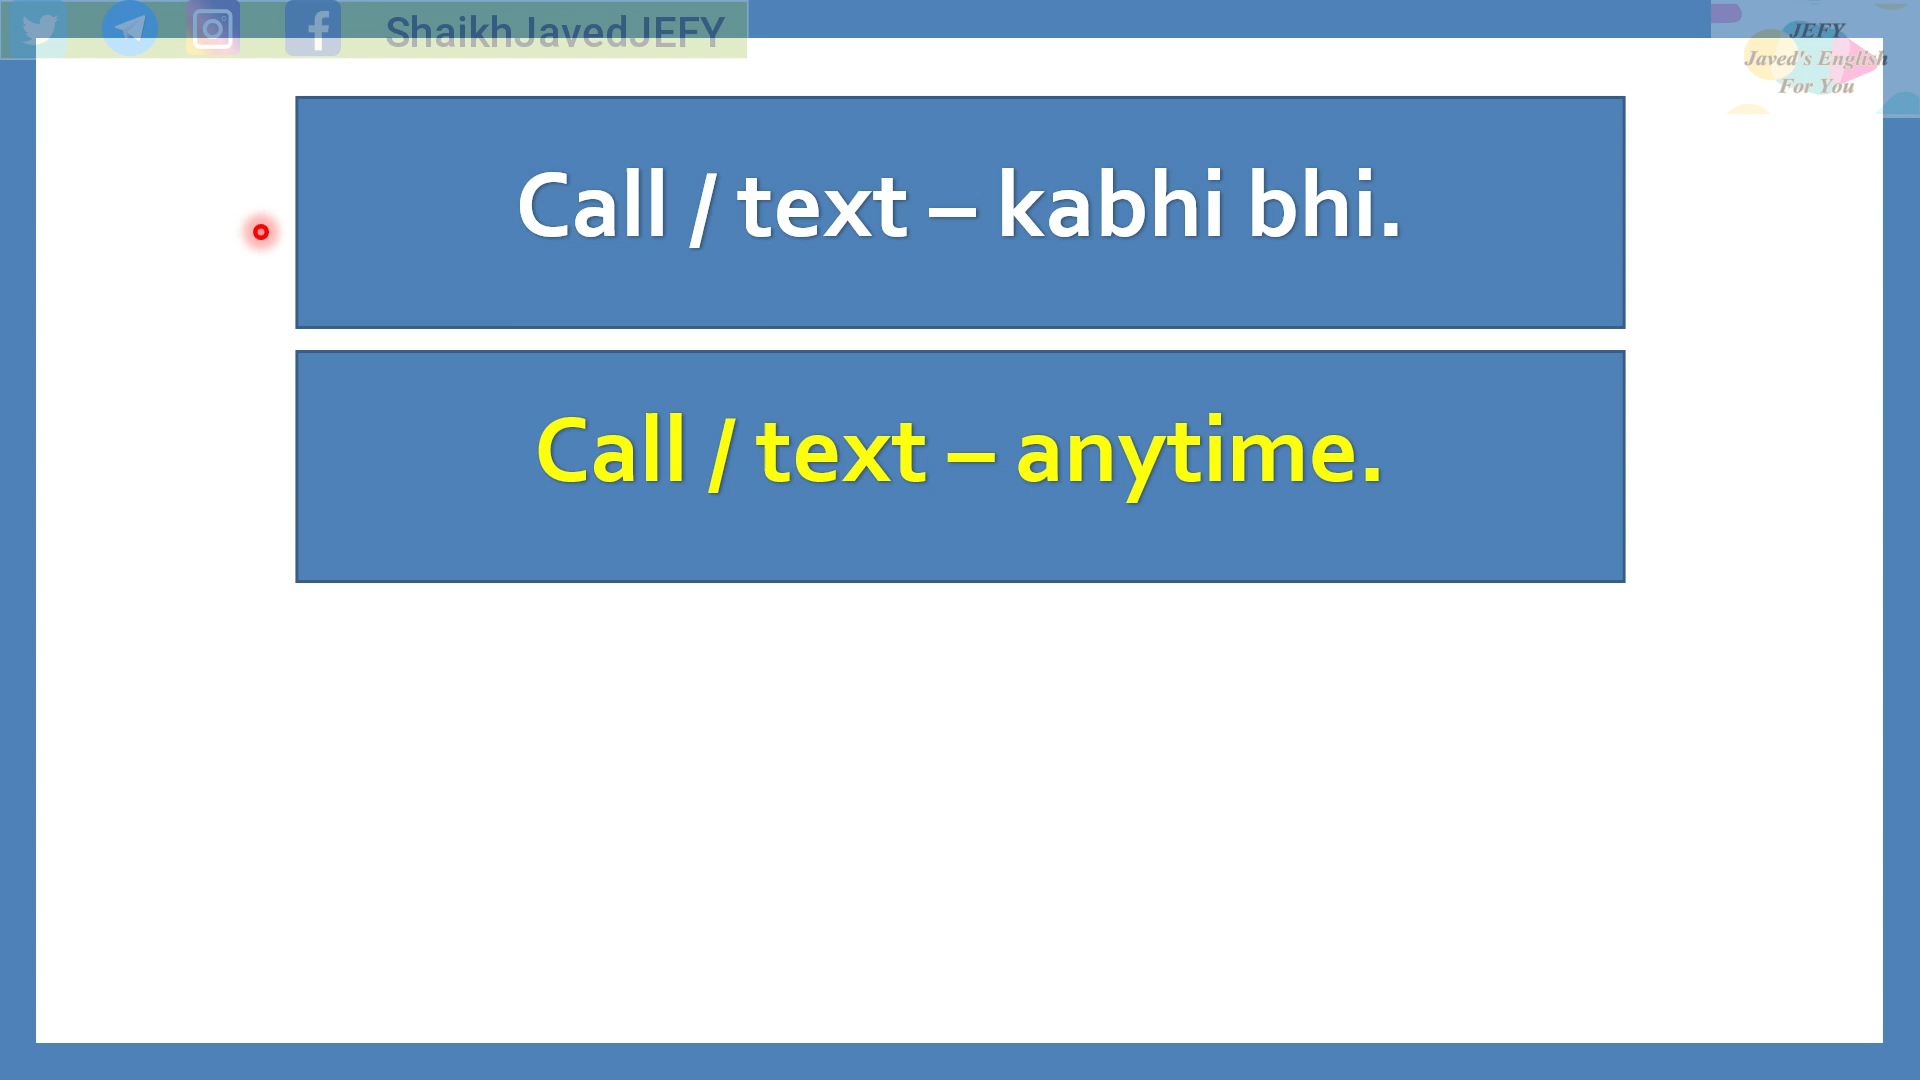 ShaikhJavedJEFY
JEFY
Javed's English
For You
Call / text – kabhi bhi.
Call / text – anytime.